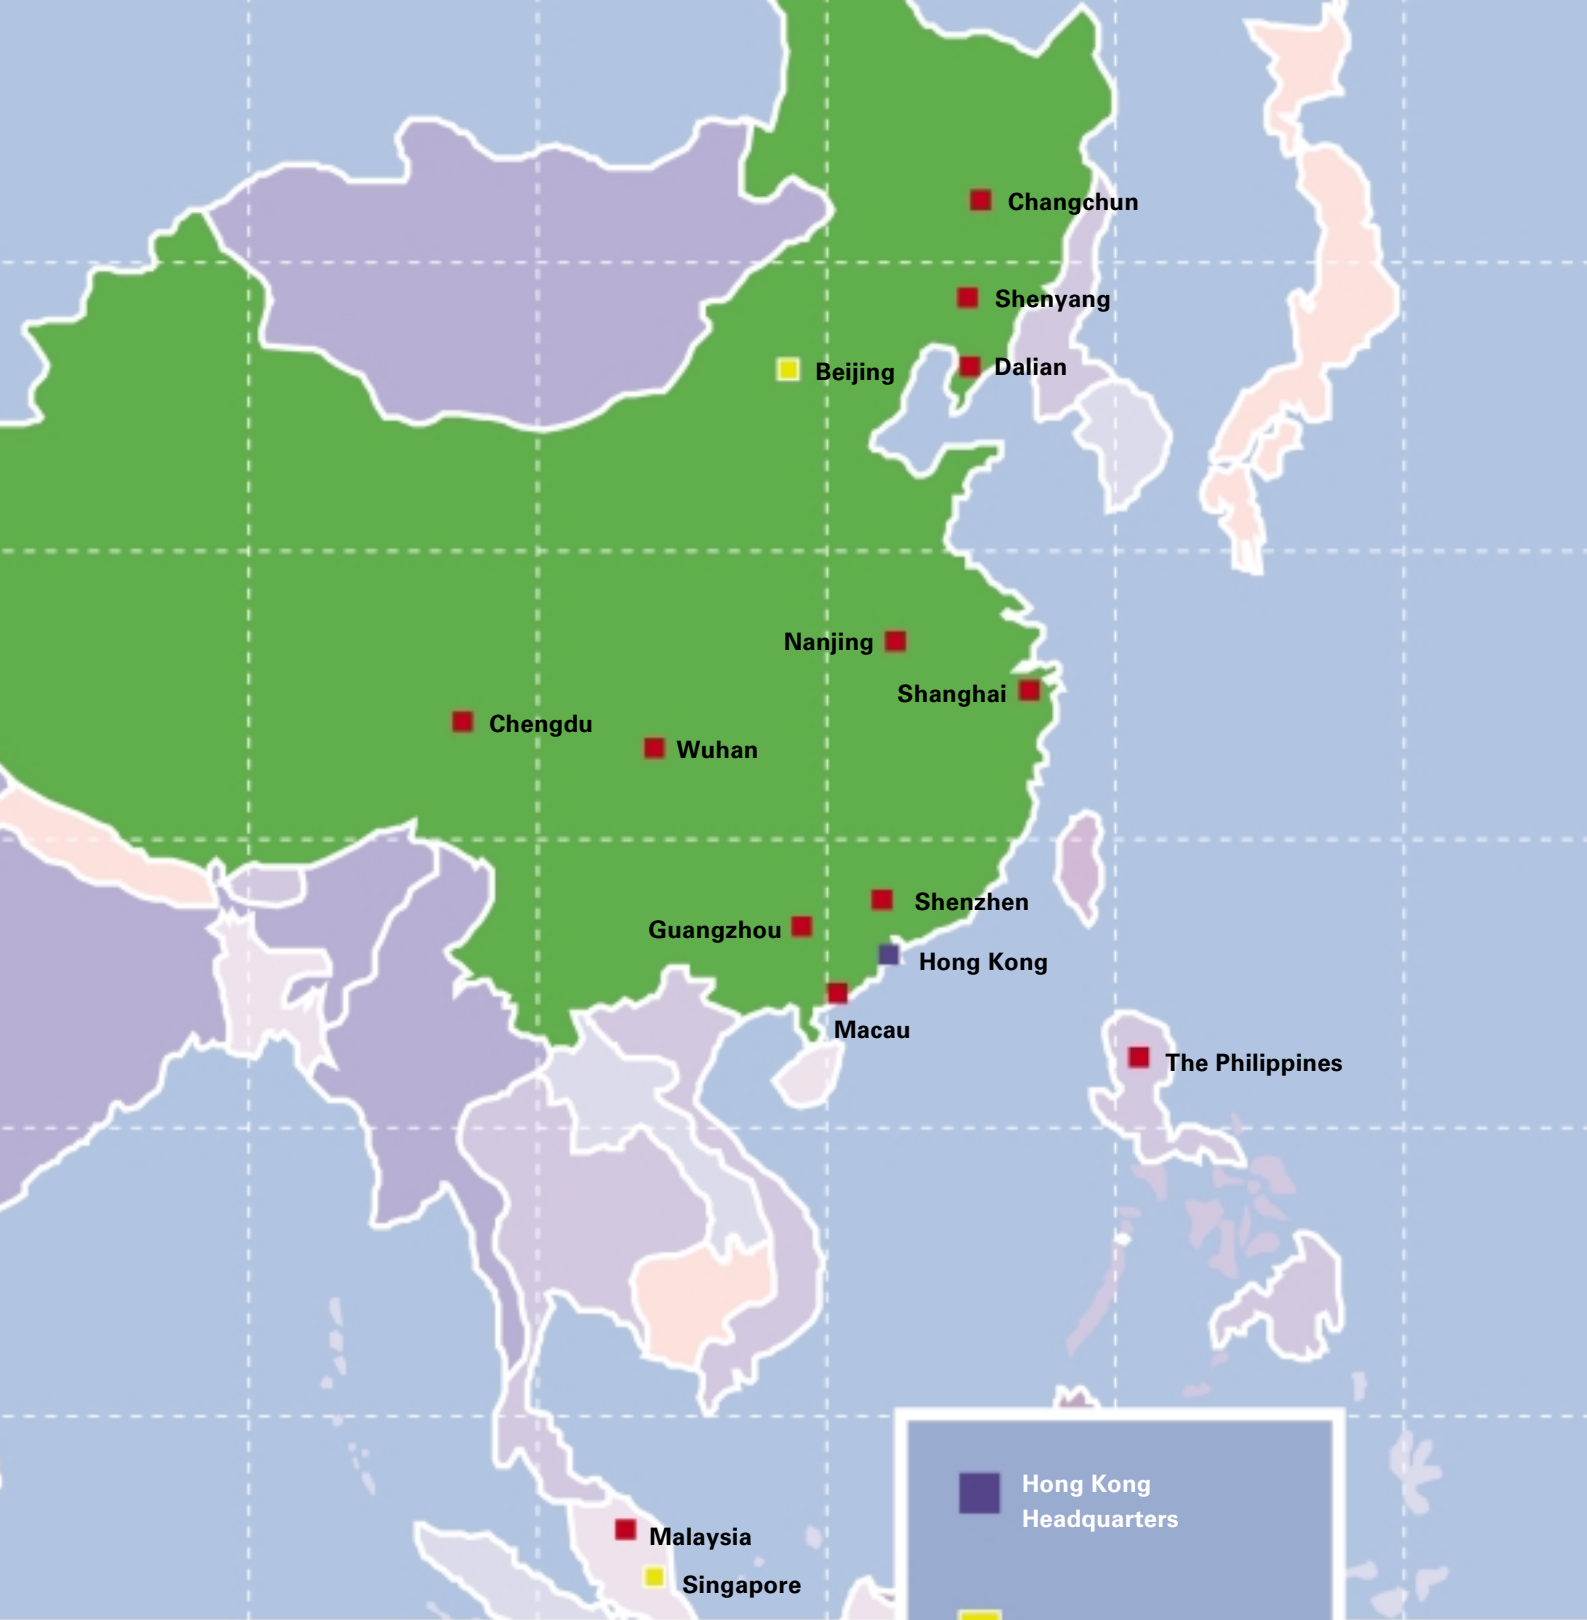 Changchun
Shenyang
Dalian
Beijing
Nanjing
Shanghai
Chengdu
Wuhan
Shenzhen
Guangzhou
Hong Kong
Macau
The Philippines
Hong Kong
Headquarters
Malaysia
Singapore